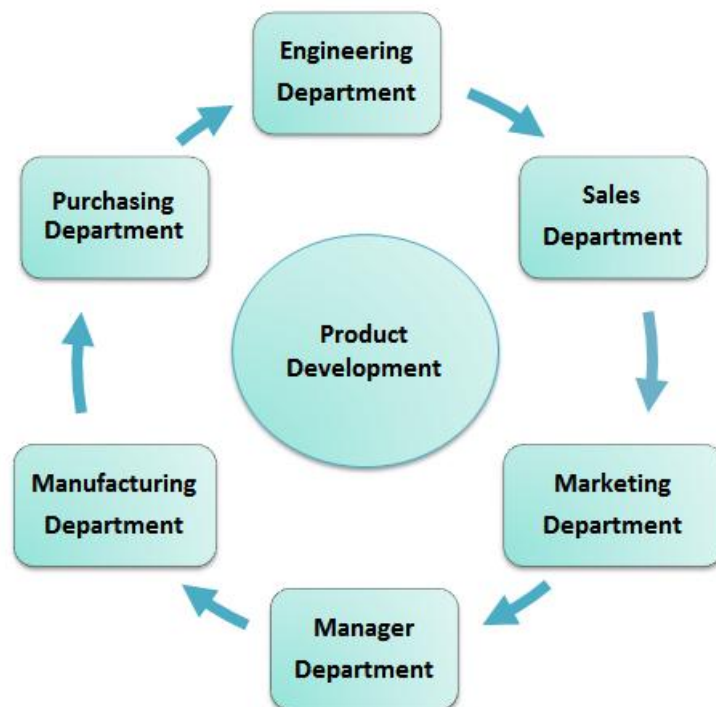 Engineering
Department
Sales
Department
Marketing
Department
Manager
Department
Manufacturing
Department
Purchasing
Department
Product
Development